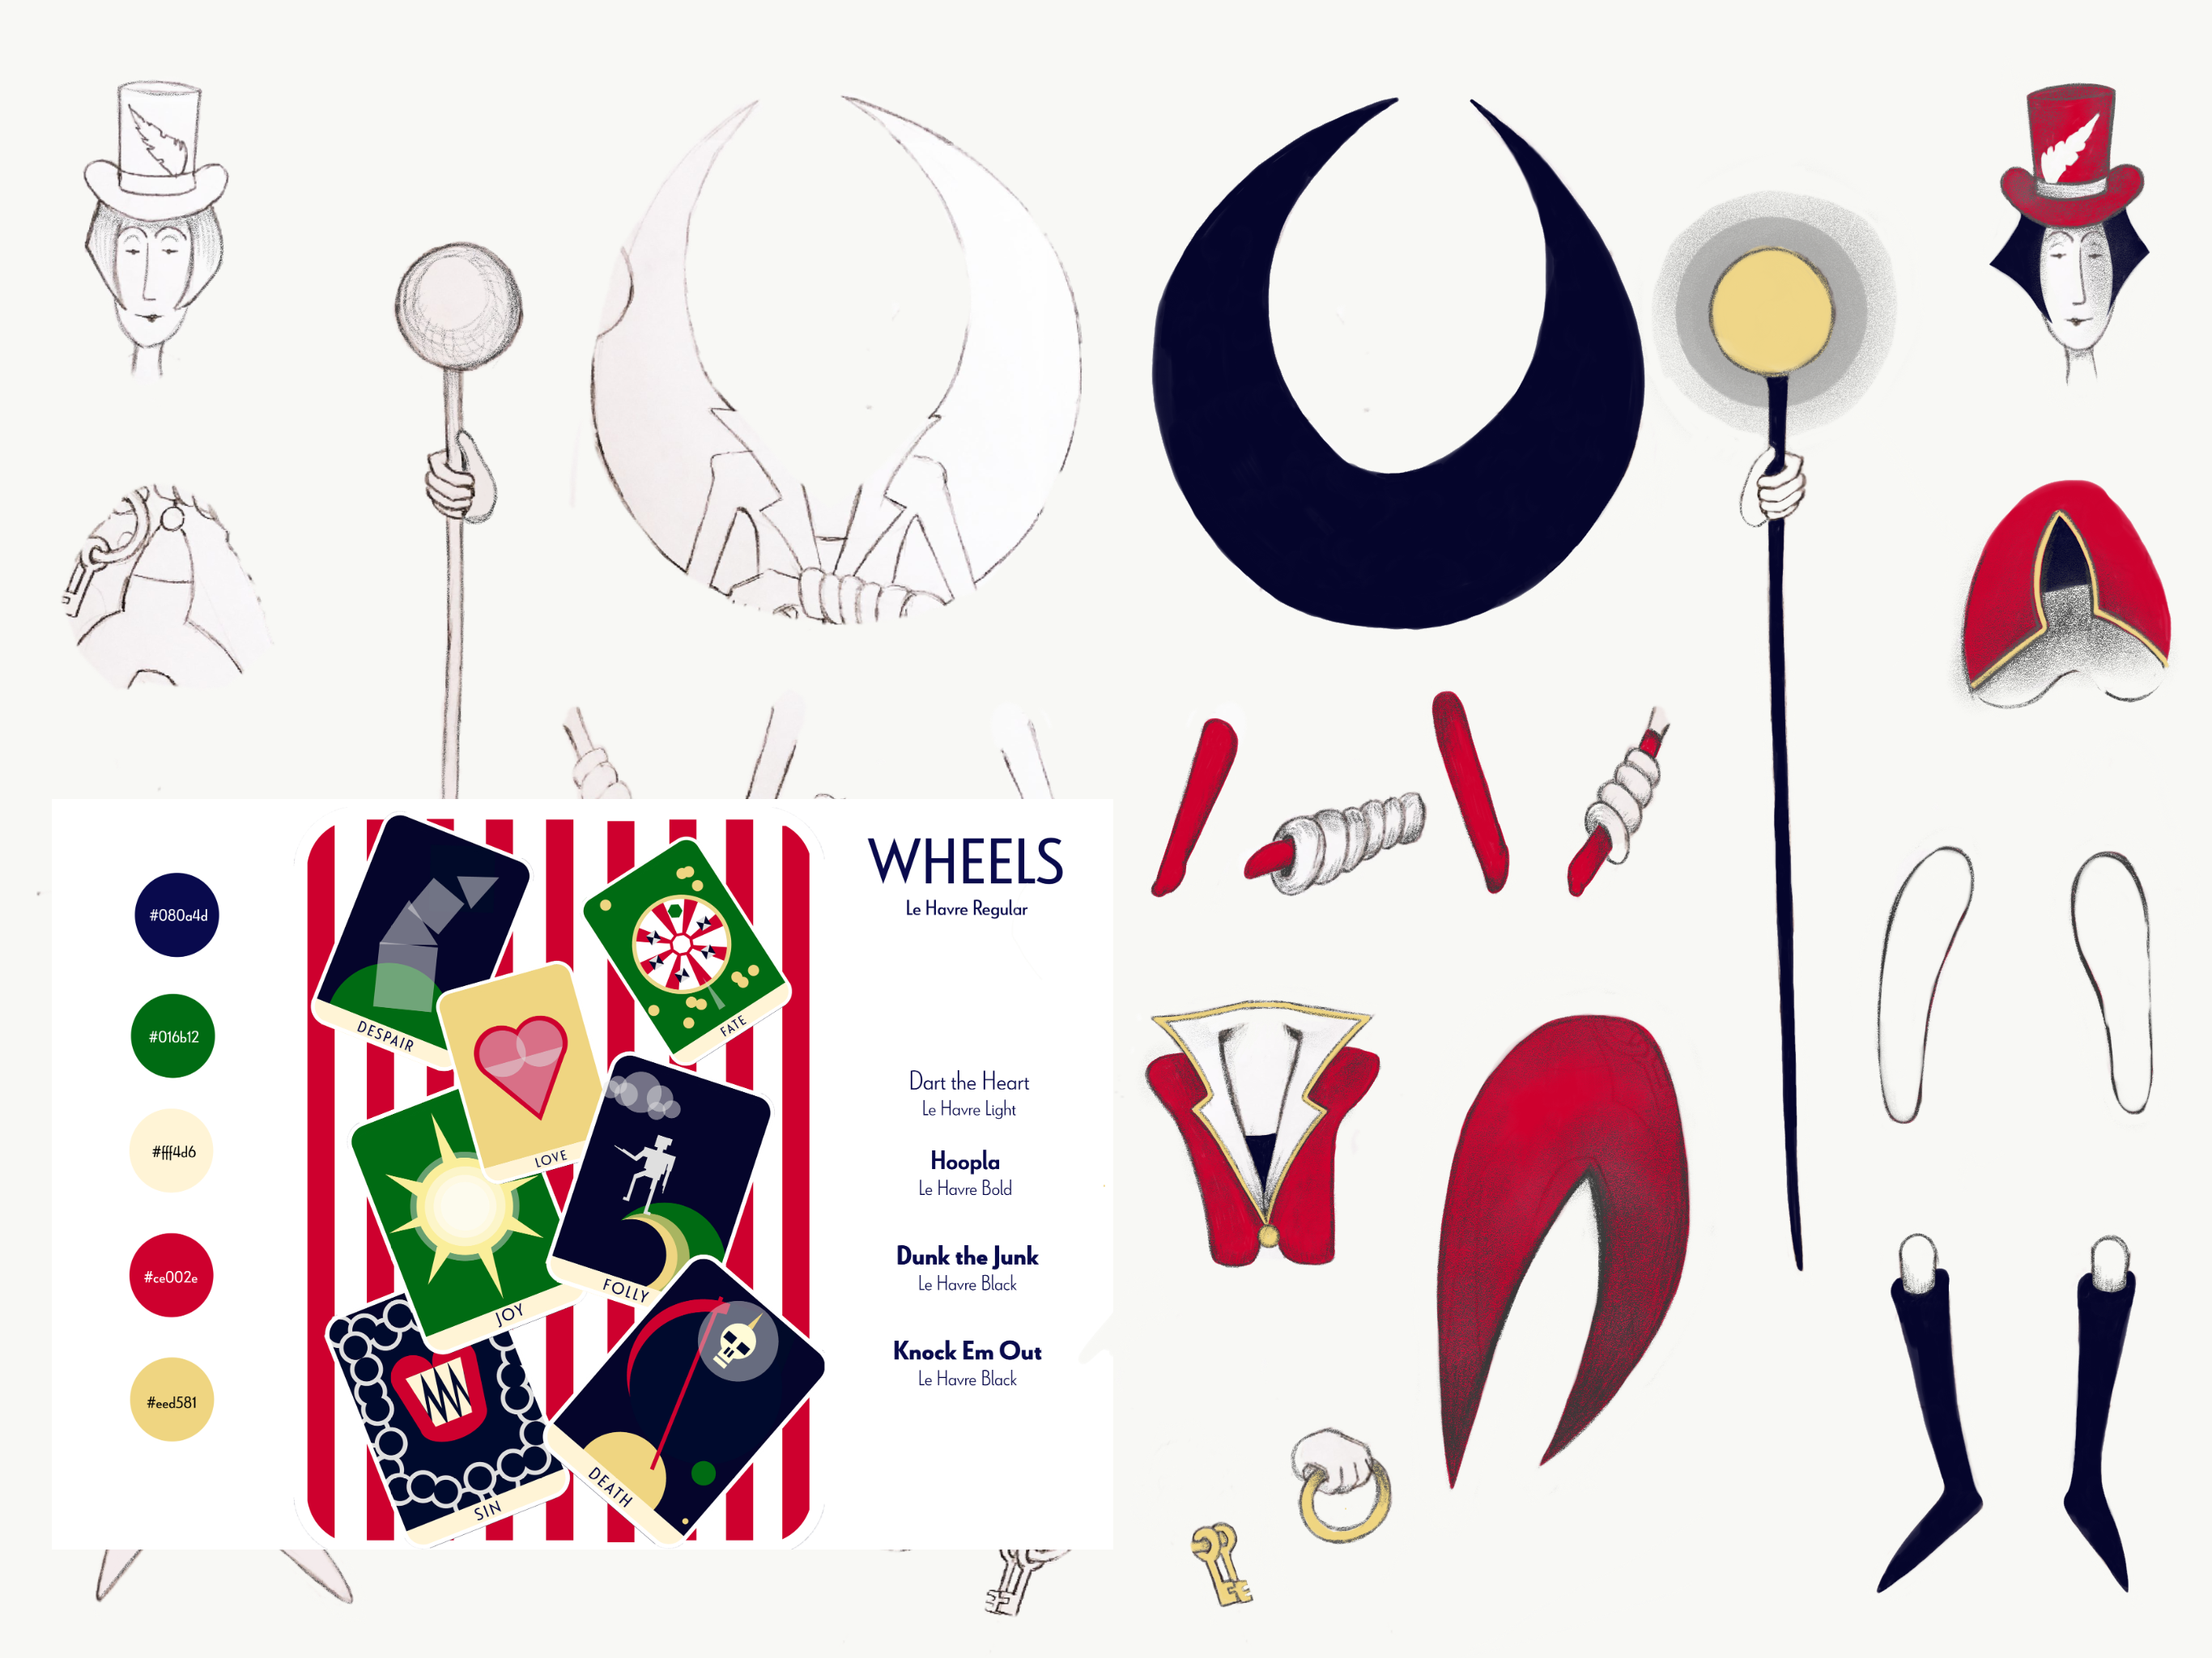 #080a4d
#016b12
#fff4d6
#ce002e
#eed581
DESPAIR
FATE
LOVE
JOY
FOLLY
SIN
DEATH
WHEELS
Le Havre Regular
Dart the Heart
Le Havre Light
Hoopla
Le Havre Bold
Dunk the Junk
Le Havre Black
Knock Em Out
Le Havre Black